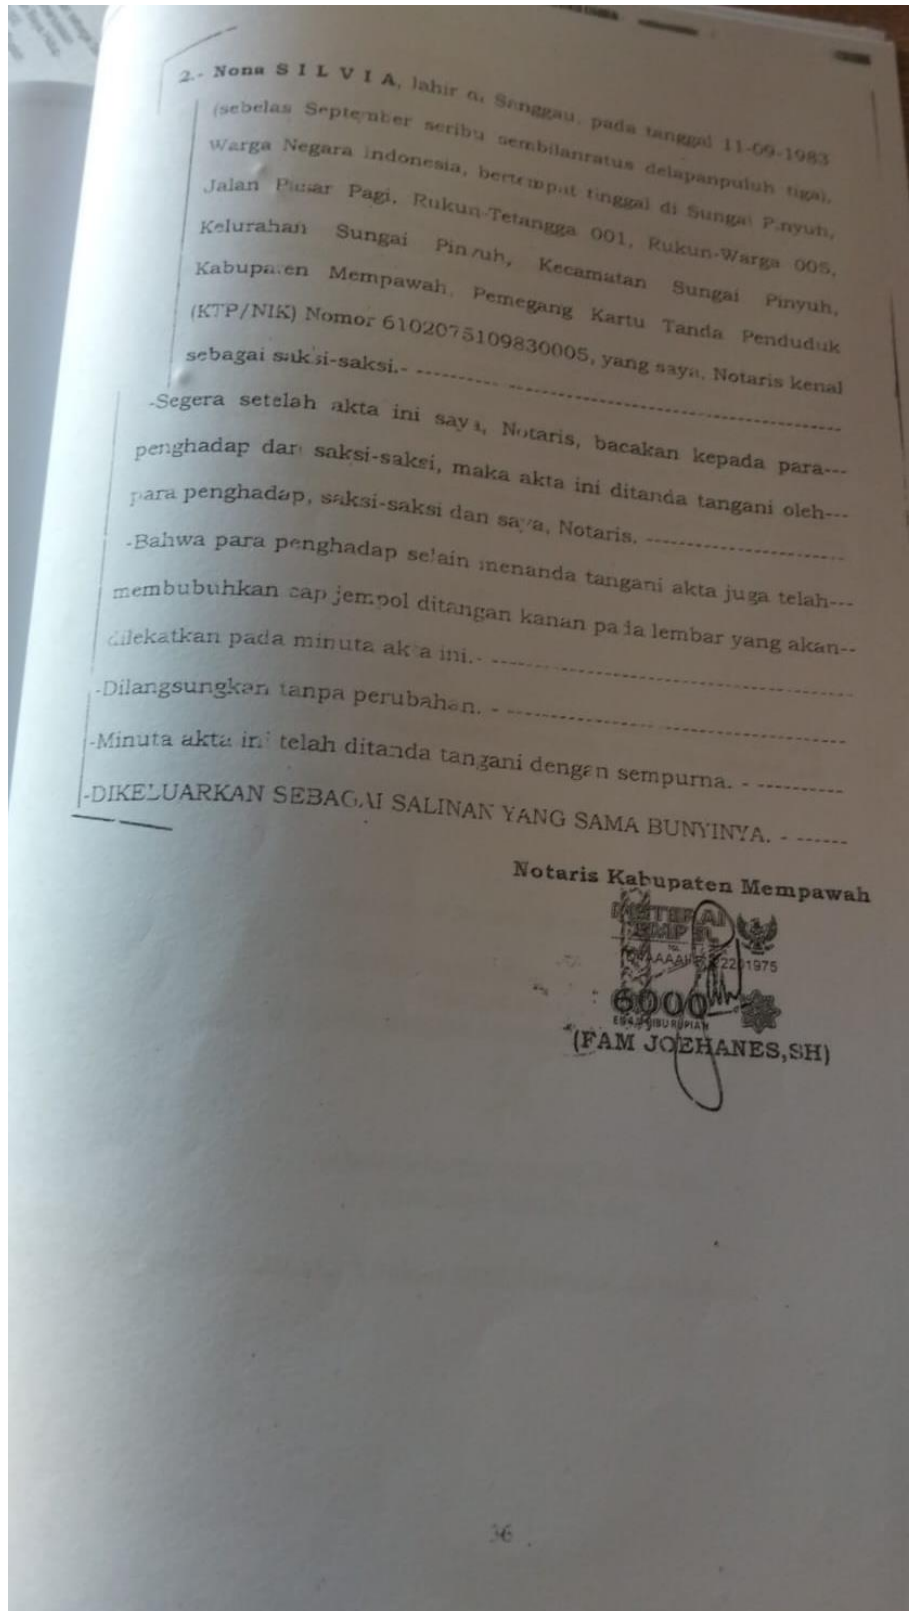 2.- Nona S I L V I A, lahir di Sanggau, pada tanggal 11-09-1983
(sebelas September seribu sembilanratus delapanpuluh tiga),
Warga Negara Indonesia, bertempat tinggal di Sungai Pinyuh,
Jalan Pasar Pagi, Rukun-Tetangga 001, Rukun-Warga 005,
Kelurahan Sungai Pinyuh, Kecamatan Sungai Pinyuh,
Kabupaten Mempawah, Pemegang Kartu Tanda Penduduk
(KTP/NIK) Nomor 6102075109830005, yang saya, Notaris kenal
sebagai saksi-saksi.- ----------
-Segera setelah akta ini saya, Notaris, bacakan kepada para---
penghadap dan saksi-saksi, maka akta ini ditanda tangani oleh---
para penghadap, saksi-saksi dan saya, Notaris. ----------
-Bahwa para penghadap selain menanda tangani akta juga telah---
membubuhkan cap jempol ditangan kanan pada lembar yang akan--
dilekatkan pada minuta akta ini.- ----------
-Dilangsungkan tanpa perubahan. - ----------
-Minuta akta ini telah ditanda tangani dengan sempurna. - ----------
-DIKELUARKAN SEBAGAI SALINAN YANG SAMA BUNYINYA. - ------
Notaris Kabupaten Mempawah
METERAI
TEMPEL
6000
ENAM RIBU RUPIAH
(FAM JOEHANES,SH)
36